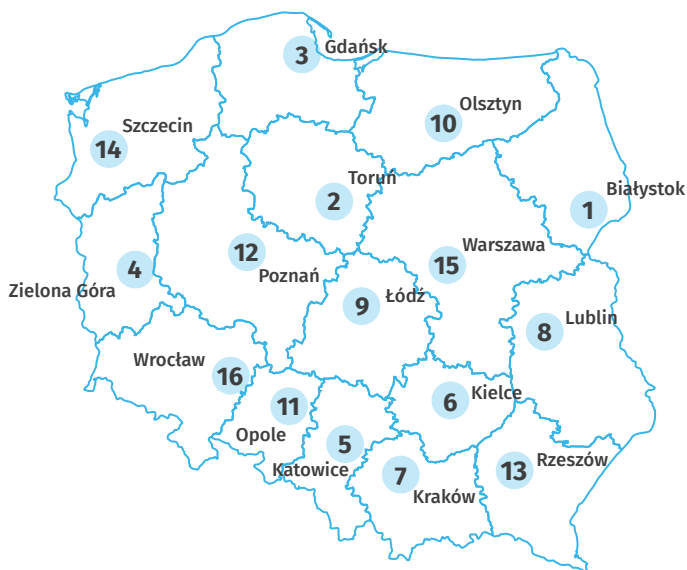 3
Gdańsk
Olsztyn
10
Szczecin
14
Toruń
2
Białystok
1
Warszawa
15
12
Poznań
4
Zielona Góra
Łódź
9
Lublin
8
Wrocław
16
Kielce
6
11
Opole
5
Katowice
Rzeszów
13
7
Kraków